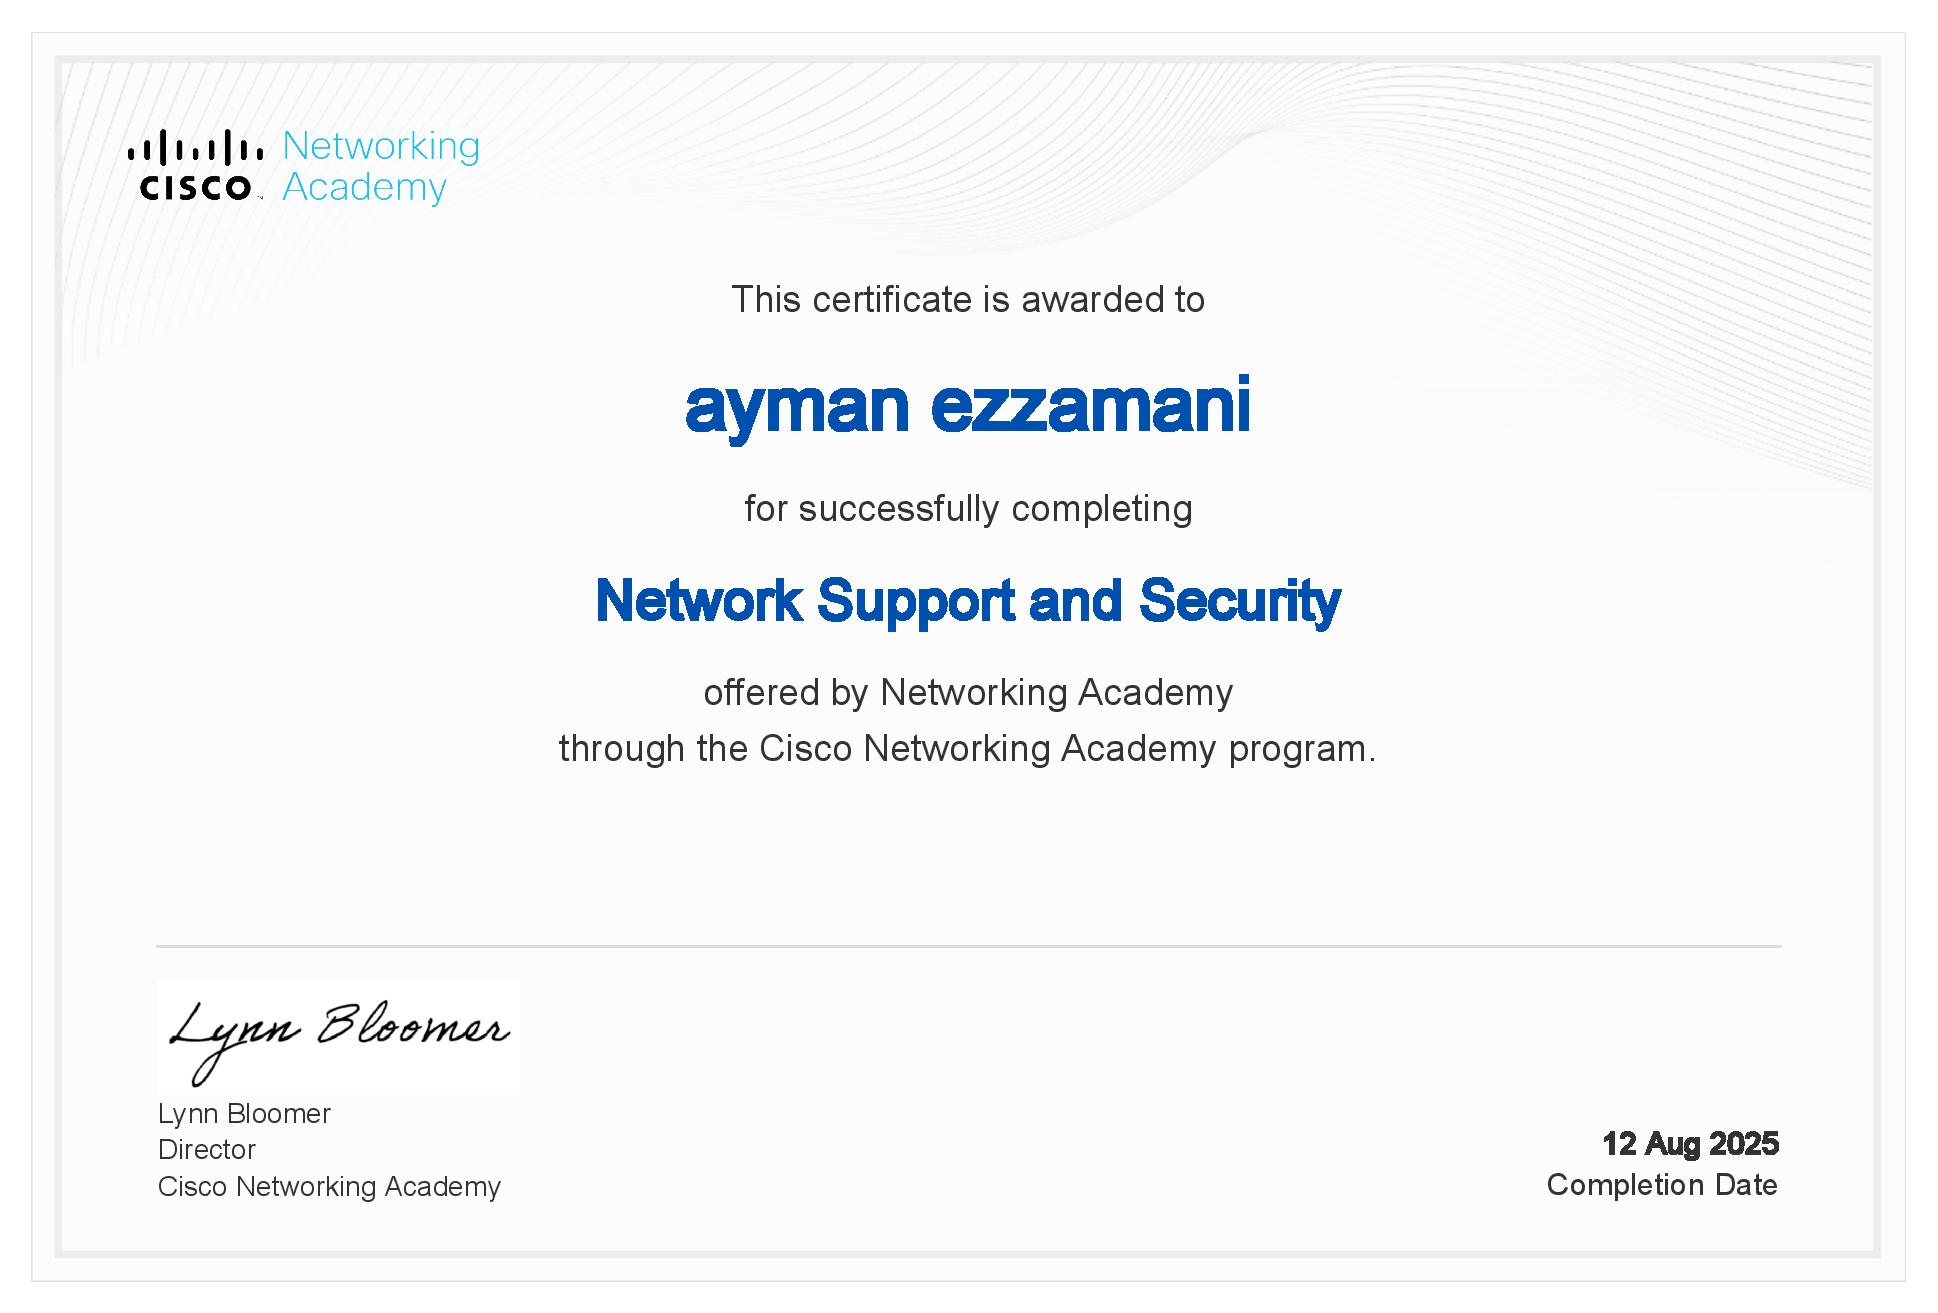 CISCO
Networking
Academy
This certificate is awarded to
ayman ezzamani
for successfully completing
Network Support and Security
offered by Networking Academy
through the Cisco Networking Academy program.
Lynn Bloomer
Lynn Bloomer
Director
Cisco Networking Academy
12 Aug 2025
Completion Date